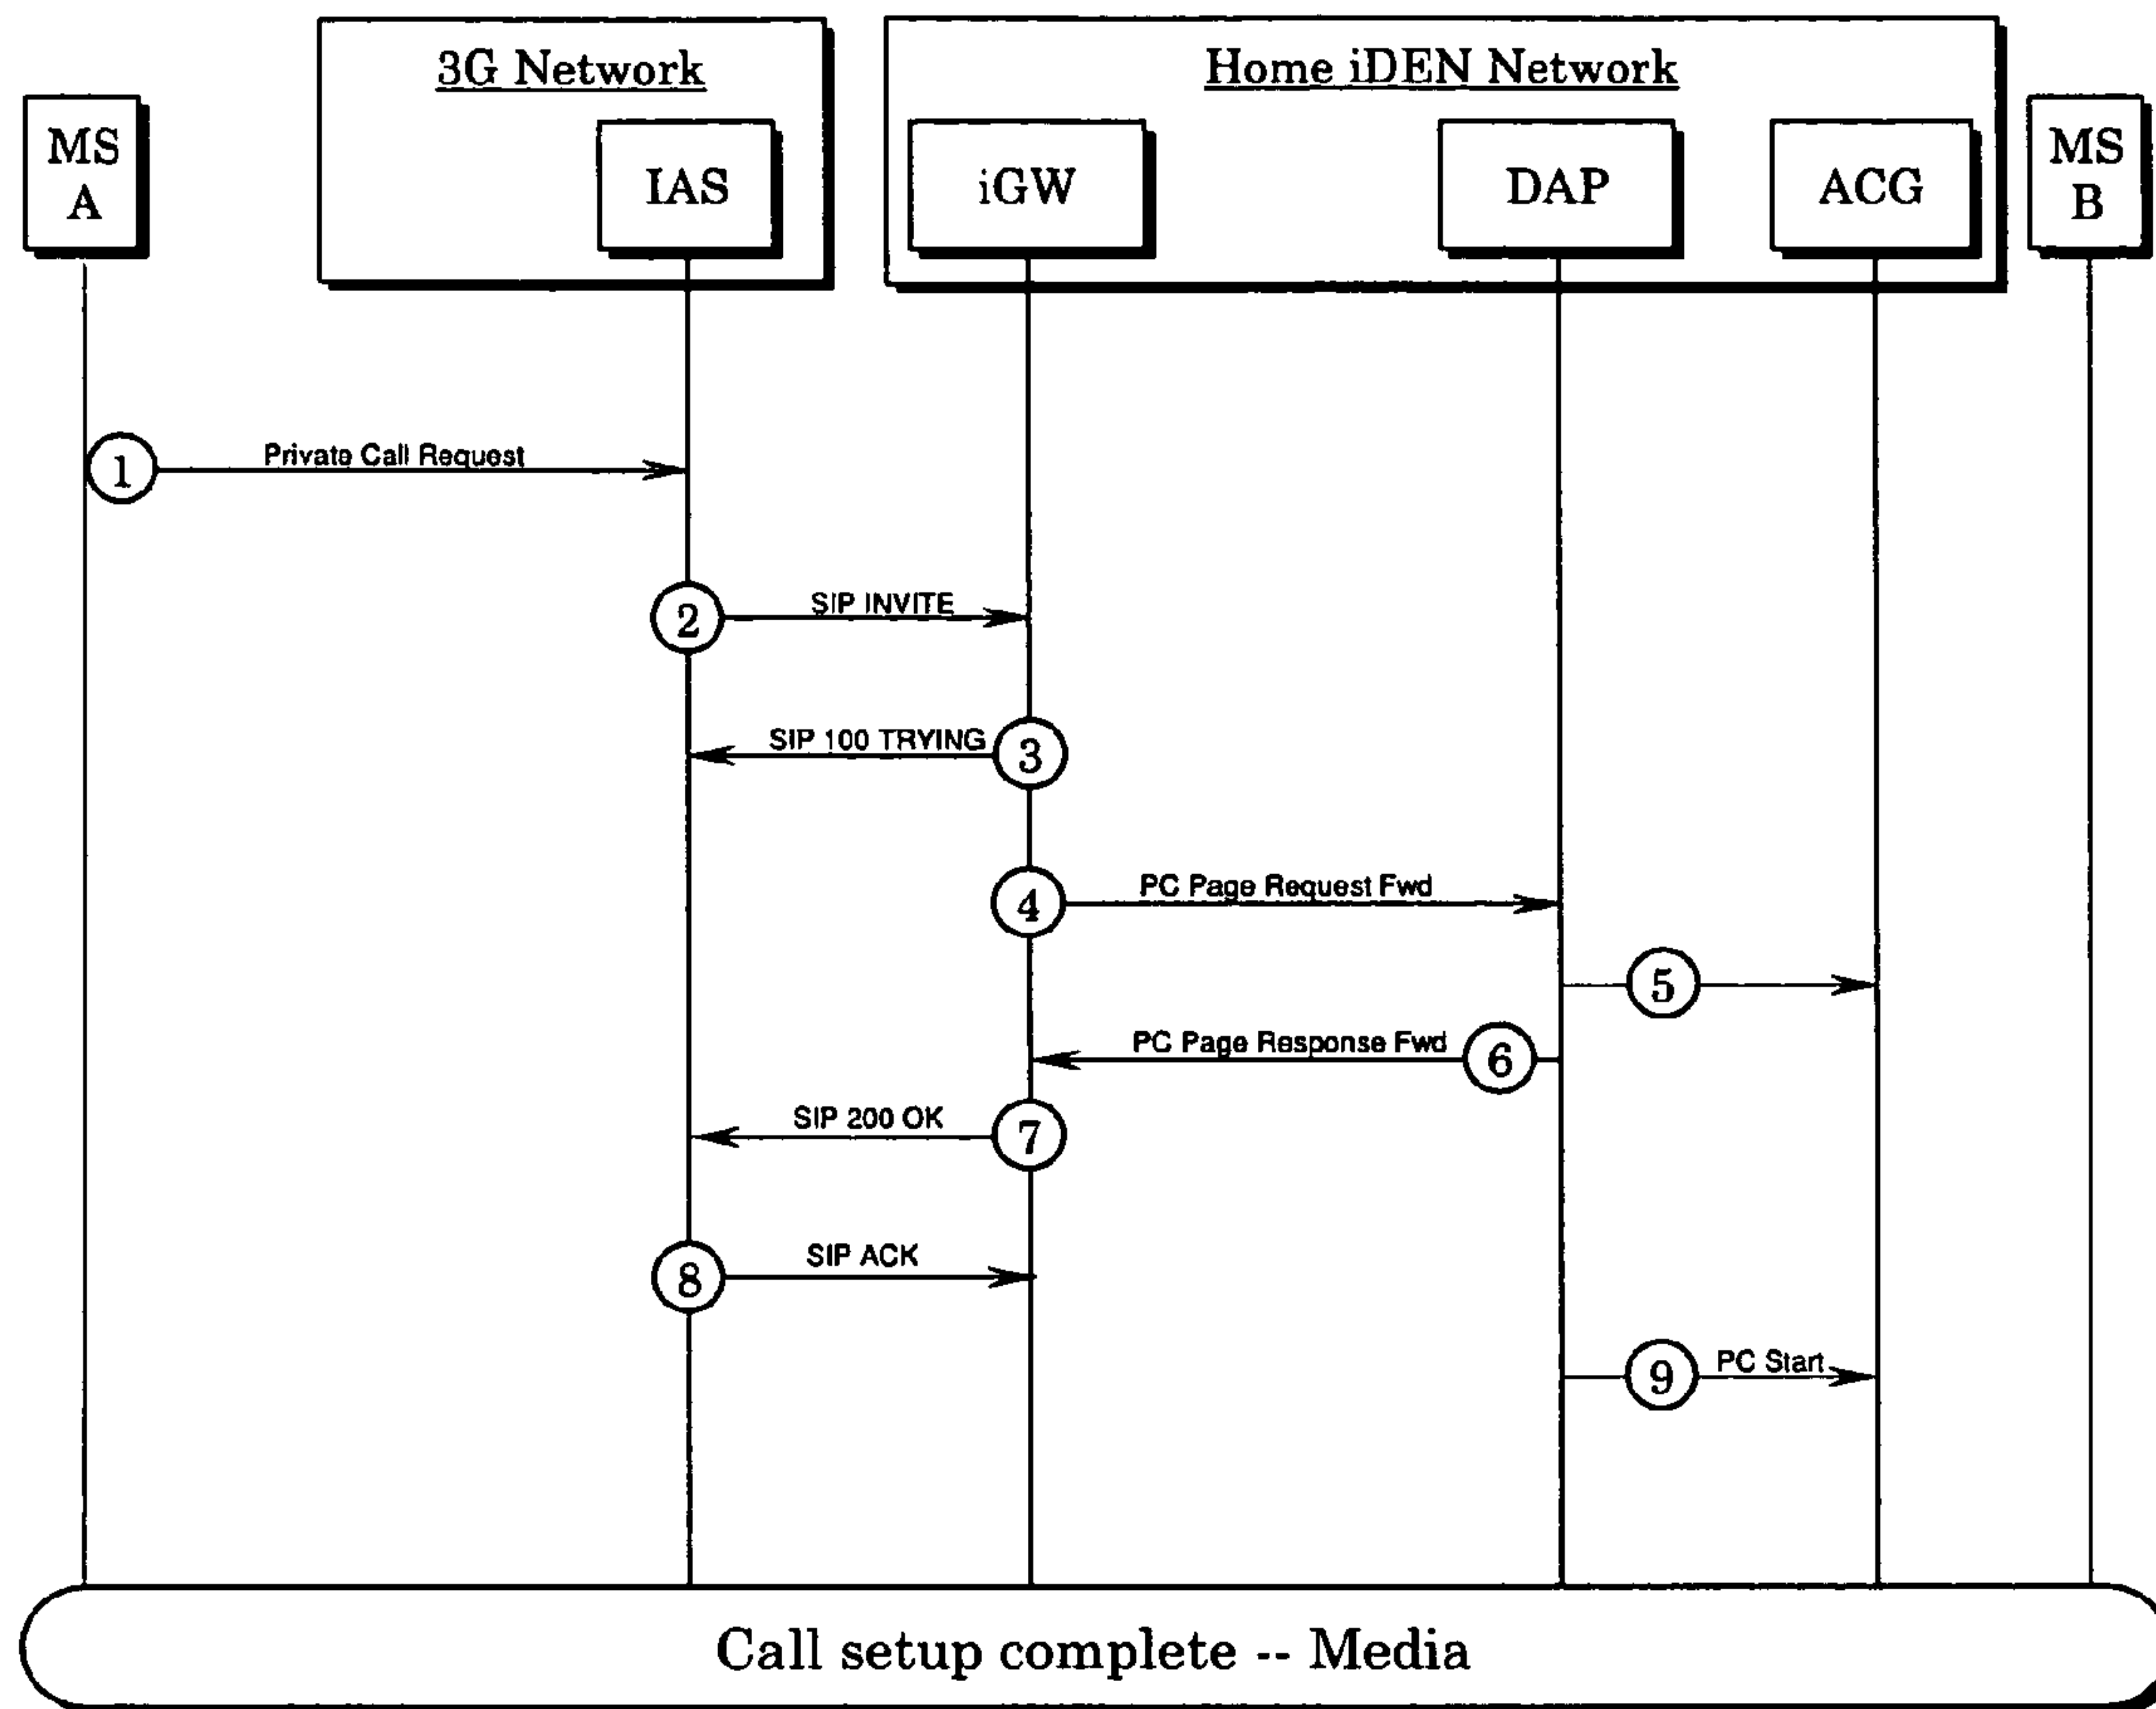 3G Network
Home iDEN Network
MS
A
IAS
iGW
DAP
ACG
MS
B
1
Private Call Request
2
SIP INVITE
SIP 100 TRYING
3
4
PC Page Request Fwd
5
PC Page Response Fwd
6
SIP 200 OK
7
8
SIP ACK
9
PC Start
Call setup complete -- Media